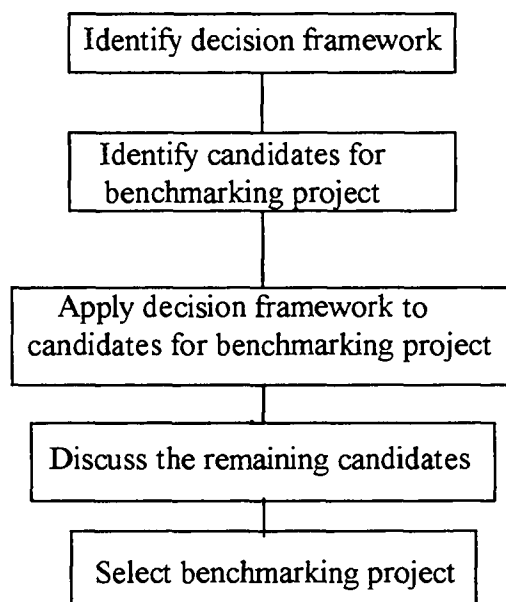 Identify decision framework
Identify candidates for
benchmarking project
Apply decision framework to
candidates for benchmarking project
Discuss the remaining candidates
Select benchmarking project